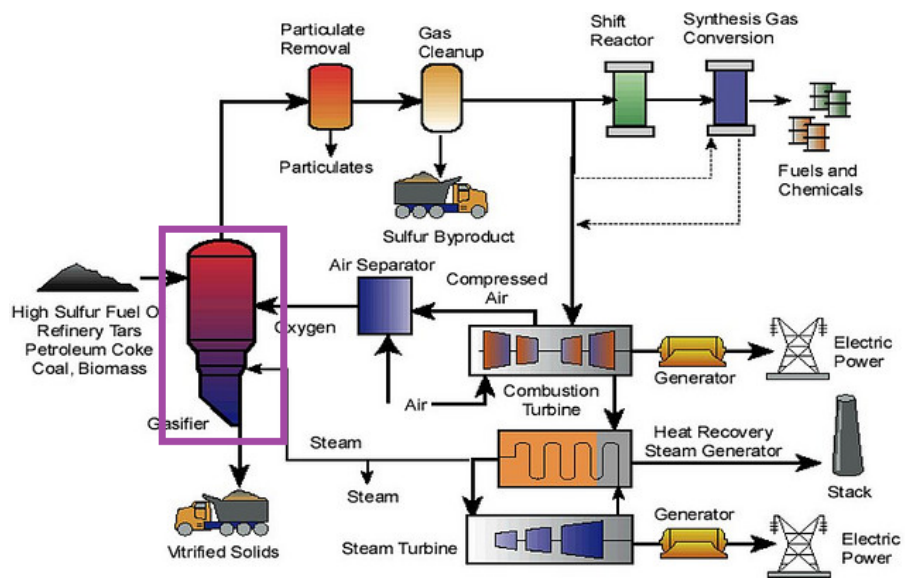 Particulate
Removal
Gas
Cleanup
Shift
Reactor
Synthesis Gas
Conversion
Particulates
Sulfur Byproduct
Fuels and
Chemicals
High Sulfur Fuel O
Refinery Tars
Petroleum Coke
Coal, Biomass
Gasifier
Air Separator
Oxygen
Compressed
Air
Air
Combustion
Turbine
Generator
Electric
Power
Steam
Steam
Heat Recovery
Steam Generator
Stack
Vitrified Solids
Steam Turbine
Generator
Electric
Power